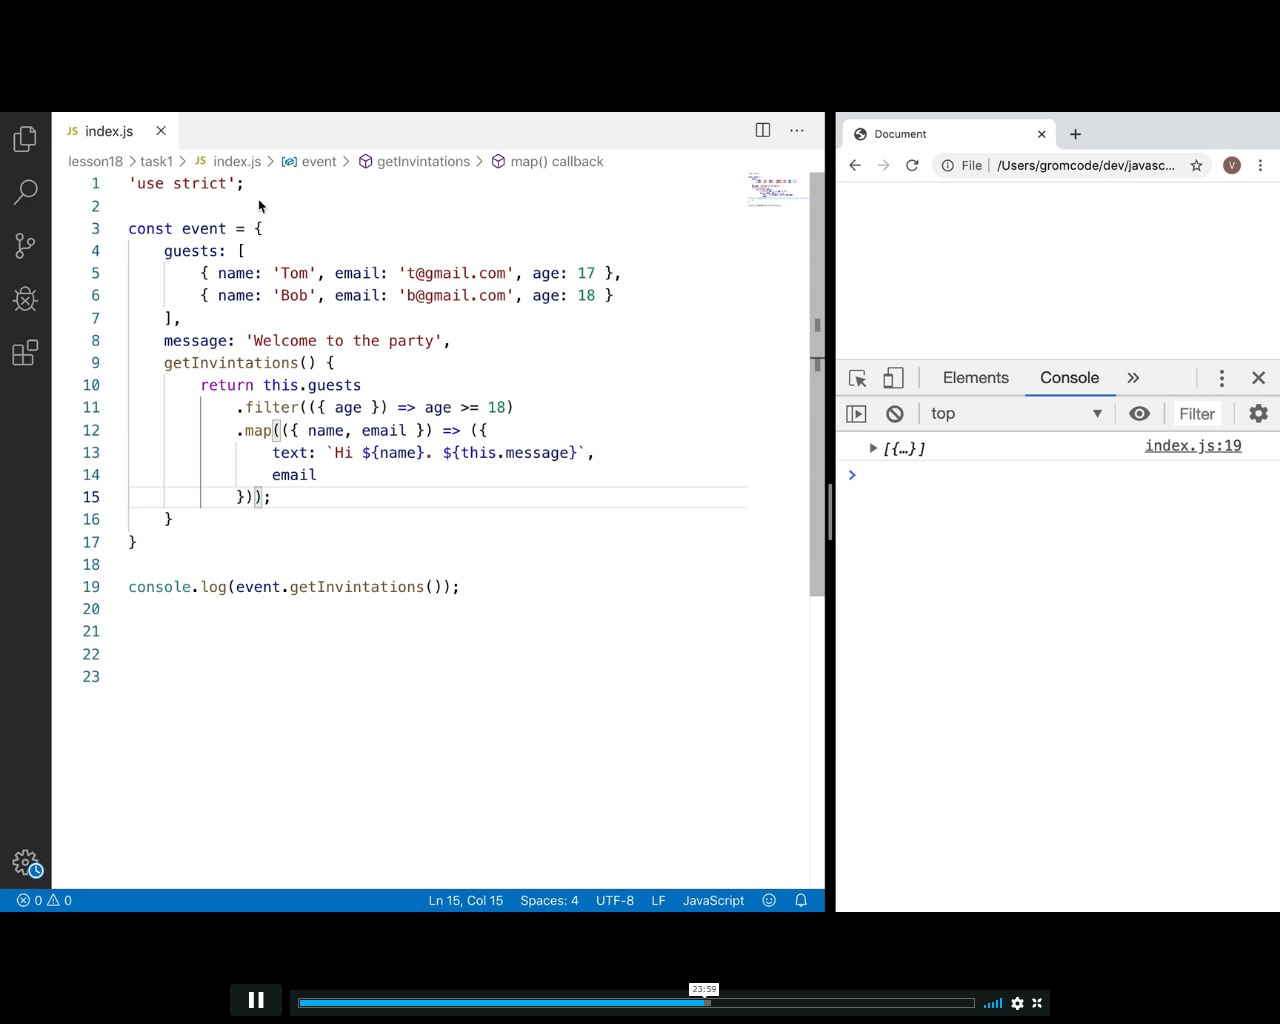 JS index.js
lesson18 > task1 > JS index.js > event > getInvintations > map() callback
1 'use strict';
2
3 const event = {
4 guests: [
5 { name: 'Tom', email: 't@gmail.com', age: 17 },
6 { name: 'Bob', email: 'b@gmail.com', age: 18 }
7 ],
8 message: 'Welcome to the party',
9 getInvintations() {
10 return this.guests
11 .filter(({ age }) => age >= 18)
12 .map(({ name, email }) => ({
13 text: `Hi ${name}. ${this.message}`,
14 email
15 }));
16 }
17 }
18
19 console.log(event.getInvintations());
20
21
22
23
0 0
Ln 15, Col 15 Spaces: 4 UTF-8 LF JavaScript
Document
File | /Users/gromcode/dev/javasc...
V
Elements Console
top Filter
[{…}] index.js:19
23:59